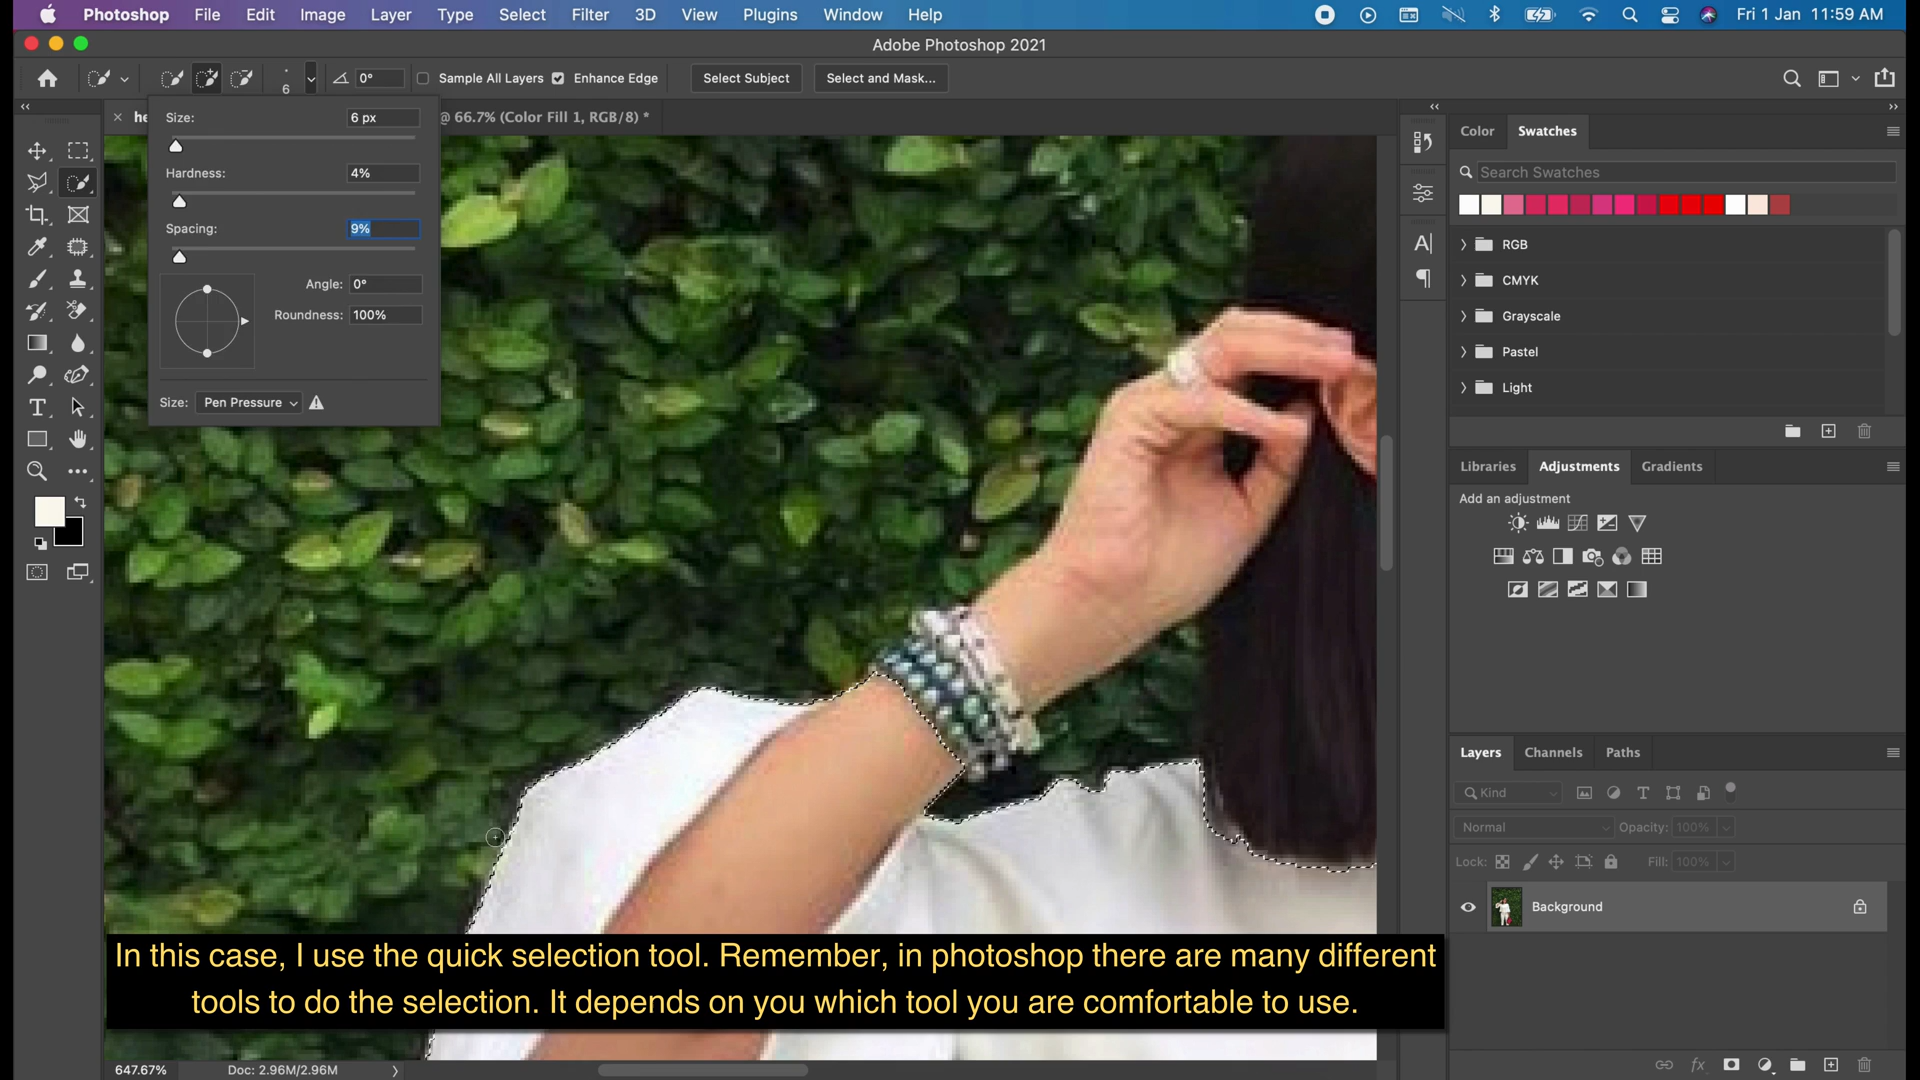 Photoshop File Edit Image Layer Type Select Filter 3D View Plugins Window Help Fri 1 Jan 11:59 AM
Adobe Photoshop 2021
6 0° Sample All Layers Enhance Edge Select Subject Select and Mask...
he @ 66.7% (Color Fill 1, RGB/8) *
Size: 6 px
Hardness: 4%
Spacing: 9%
Angle: 0°
Roundness: 100%
Size: Pen Pressure
Color Swatches
Search Swatches
RGB
CMYK
Grayscale
Pastel
Light
Libraries Adjustments Gradients
Add an adjustment
Layers Channels Paths
Kind
Normal Opacity: 100%
Lock: Fill: 100%
Background
In this case, I use the quick selection tool. Remember, in photoshop there are many different
tools to do the selection. It depends on you which tool you are comfortable to use.
647.67% Doc: 2.96M/2.96M